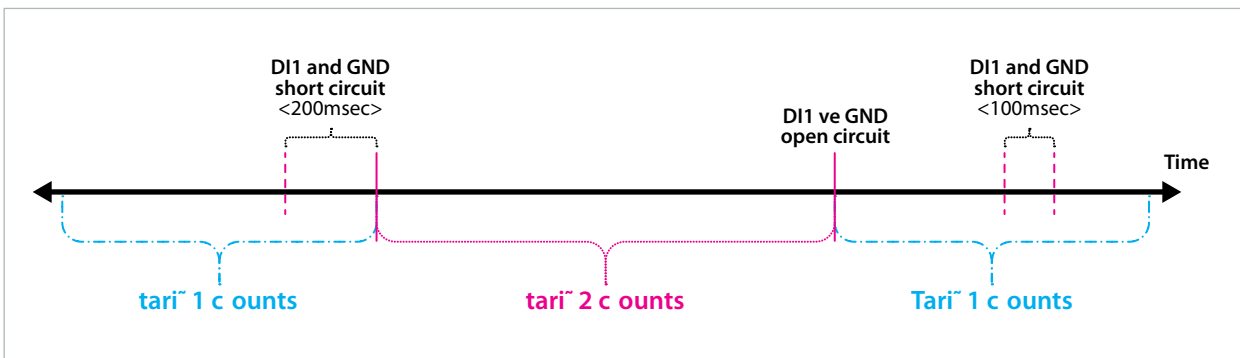 DI1 and GND
short circuit
<200msec>
DI1 and GND
short circuit
<100msec>
DI1 ve GND
open circuit
Time
tari˜ 1 c ounts
tari˜ 2 c ounts
Tari˜ 1 c ounts